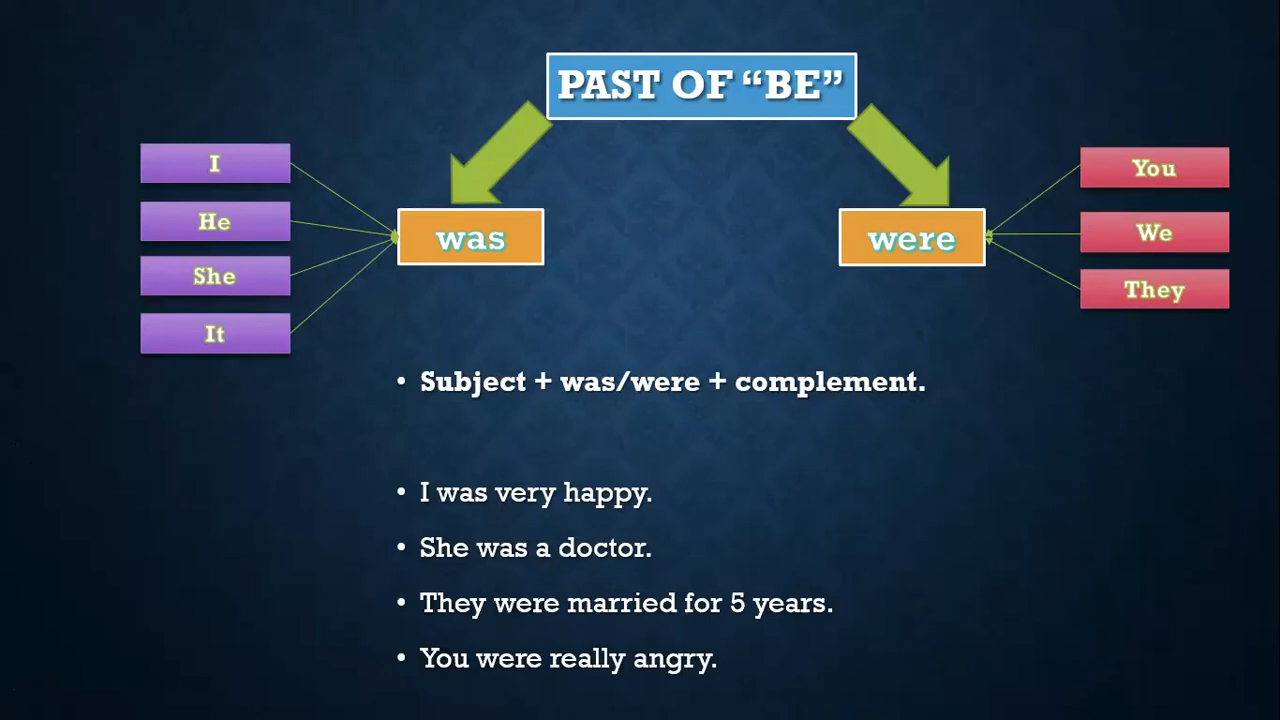 PAST OF “BE”
I
He
She
It
was
were
You
We
They
• Subject + was/were + complement.
• I was very happy.
• She was a doctor.
• They were married for 5 years.
• You were really angry.